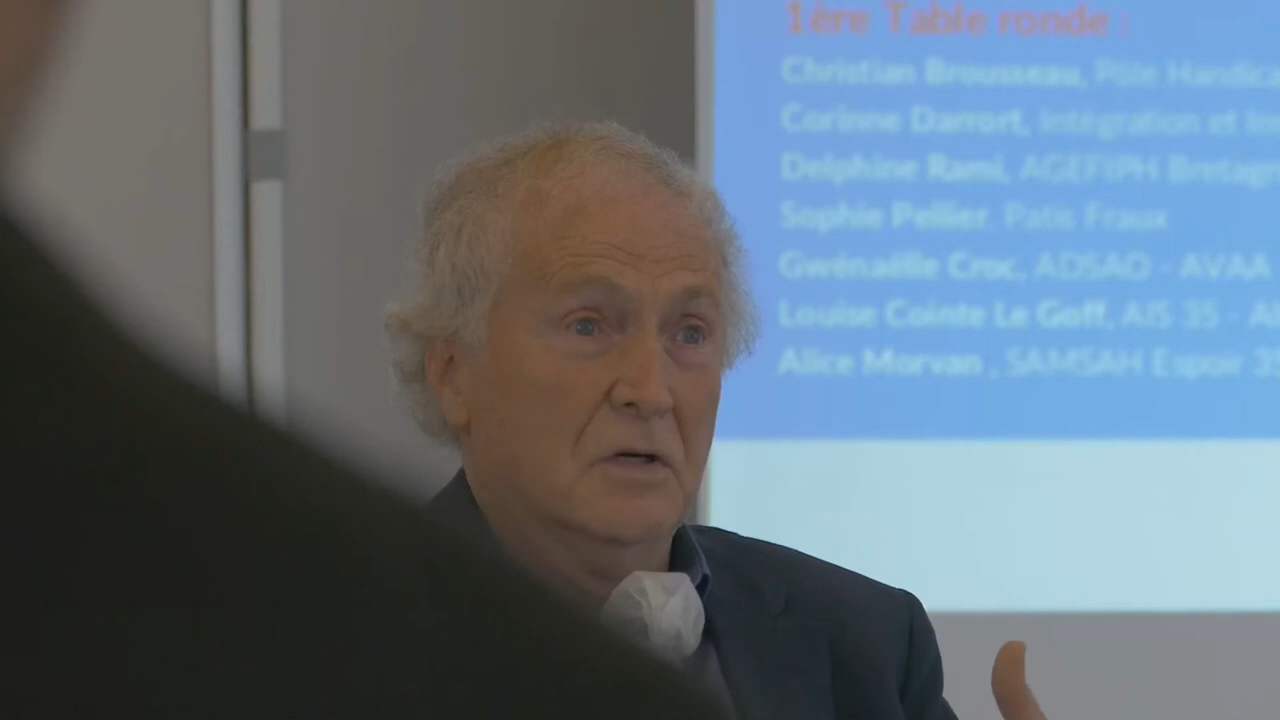 1ère Table ronde :
Christian Brousseau, Pôle Handica
Corinne Darrort, Intégration et
Delphine Rami, AGEFIPH Bretagn
Sophie Pellier. Patis Fraux
Gwénaëlle Croc, ADSAO - AVAA
Louise Cointe Le Goff, AIS 35 -
Alice Morvan , SAMSAH Espoir 35